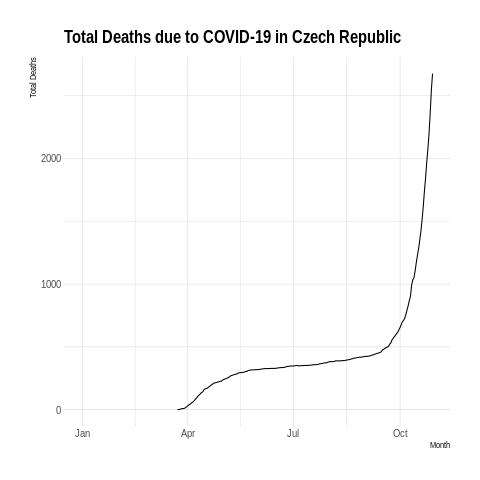 Total Deaths due to COVID-19 in Czech Republic
Total Deaths
2000
1000
0
Jan Apr Jul Oct
Month